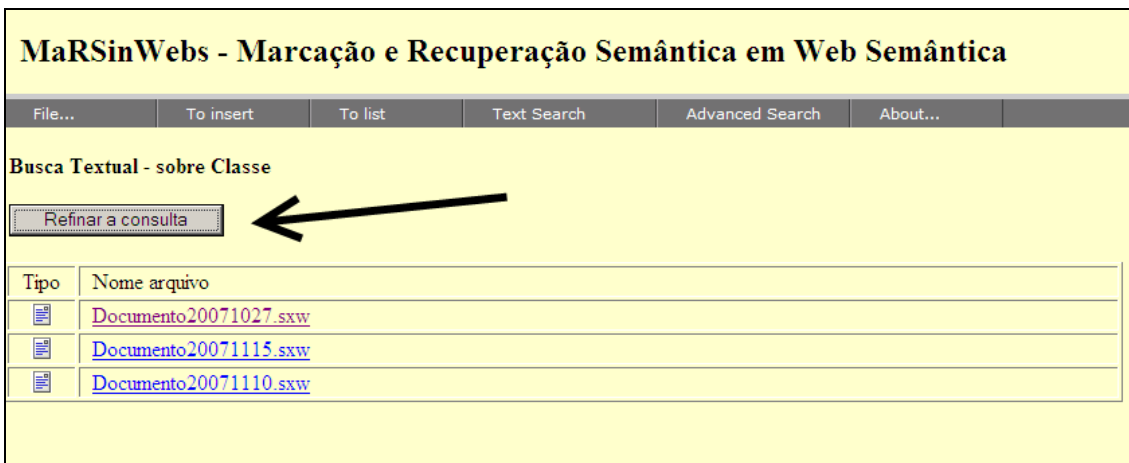 MaRSinWebs - Marcação e Recuperação Semântica em Web Semântica
File... To insert To list Text Search Advanced Search About...
Busca Textual - sobre Classe
Refinar a consulta
Tipo Nome arquivo
Documento20071027.sxw
Documento20071115.sxw
Documento20071110.sxw